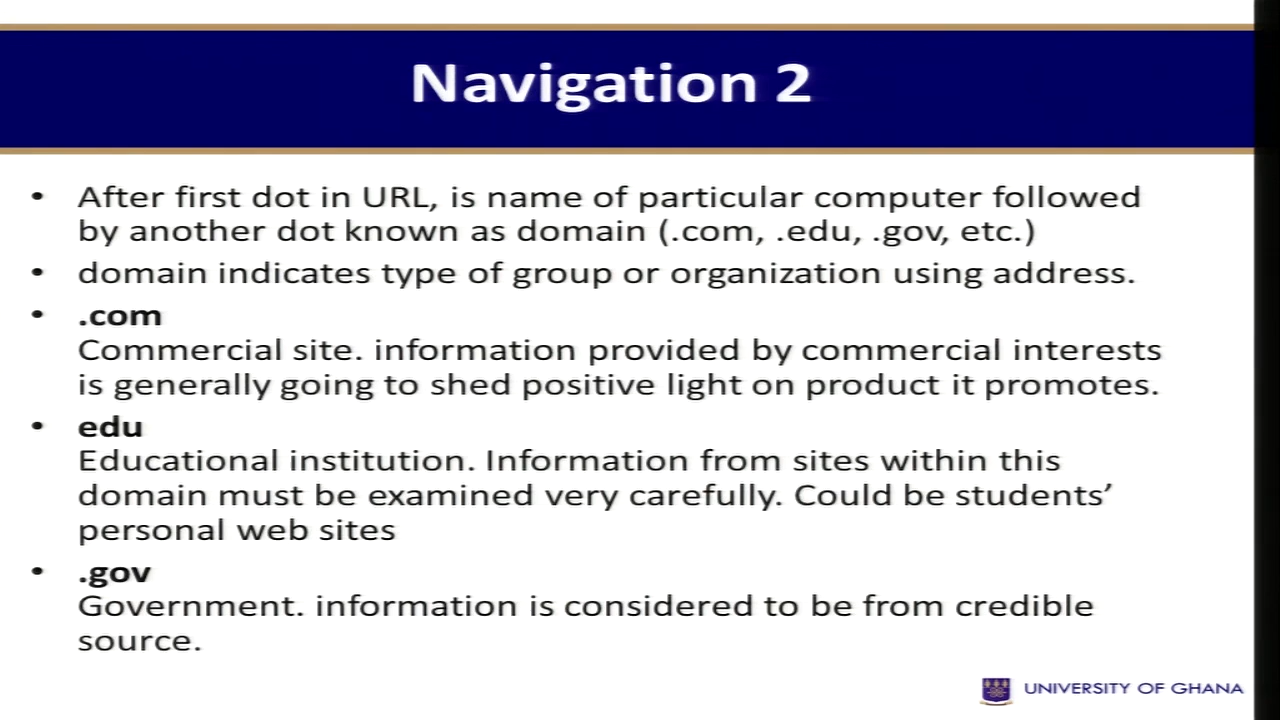 Navigation 2
• After first dot in URL, is name of particular computer followed
by another dot known as domain (.com, .edu, .gov, etc.)
• domain indicates type of group or organization using address.
• .com
Commercial site. information provided by commercial interests
is generally going to shed positive light on product it promotes.
• edu
Educational institution. Information from sites within this
domain must be examined very carefully. Could be students’
personal web sites
• .gov
Government. information is considered to be from credible
source.
UNIVERSITY OF GHANA